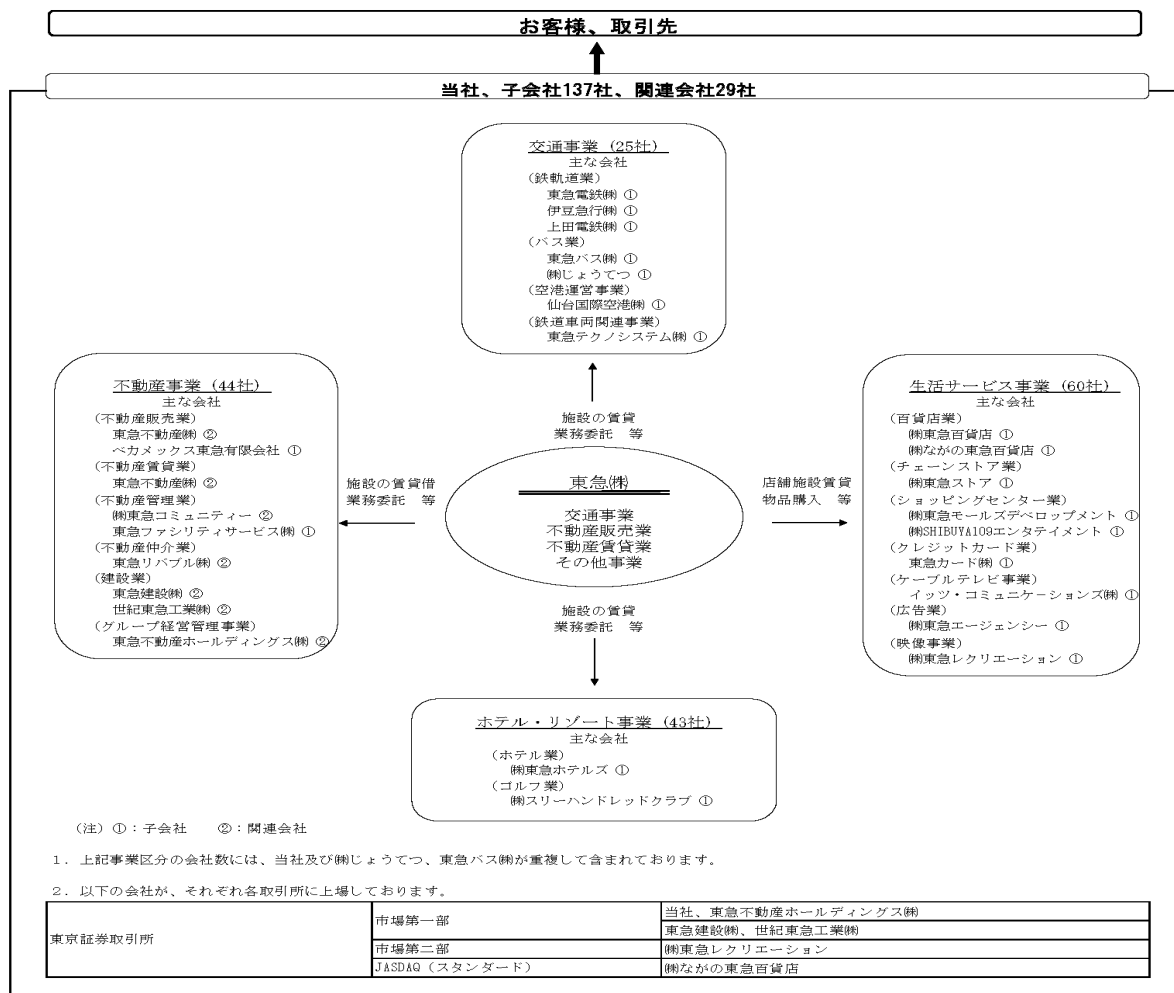 お客様、取引先
当社、子会社137社、関連会社29社
交通事業 (25社)
主な会社
(鉄軌道業)
東急電鉄㈱ ①
伊豆急行㈱ ①
上田電鉄㈱ ①
(バス業)
東急バス㈱ ①
㈱じょうてつ ①
(空港運営事業)
仙台国際空港㈱ ①
(鉄道車両関連事業)
東急テクノシステム㈱ ①
施設の賃貸
業務委託 等
不動産事業 (44社)
主な会社
(不動産販売業)
東急不動産㈱ ②
ベカメックス東急有限会社 ①
(不動産賃貸業)
東急不動産㈱ ②
(不動産管理業)
㈱東急コミュニティー ②
東急ファシリティサービス㈱ ①
(不動産仲介業)
東急リバブル㈱ ②
(建設業)
東急建設㈱ ②
世紀東急工業㈱ ②
(グループ経営管理事業)
東急不動産ホールディングス㈱ ②
施設の賃貸借
業務委託 等
東急㈱
交通事業
不動産販売業
不動産賃貸業
その他事業
店舗施設賃貸
物品購入 等
生活サービス事業 (60社)
主な会社
(百貨店業)
㈱東急百貨店 ①
㈱ながの東急百貨店 ①
(チェーンストア業)
㈱東急ストア ①
(ショッピングセンター業)
㈱東急モールズデベロップメント ①
㈱SHIBUYA109エンタテイメント ①
(クレジットカード業)
東急カード㈱ ①
(ケーブルテレビ事業)
イッツ・コミュニケーションズ㈱ ①
(広告業)
㈱東急エージェンシー ①
(映像事業)
㈱東急レクリエーション ①
施設の賃貸
業務委託 等
ホテル・リゾート事業 (43社)
主な会社
(ホテル業)
㈱東急ホテルズ ①
(ゴルフ業)
㈱スリーハンドレッドクラブ ①
(注) ①：子会社 ②：関連会社
1. 上記事業区分の会社数には、当社及び㈱じょうてつ、東急バス㈱が重複して含まれております。
2. 以下の会社が、それぞれ各取引所に上場しております。
東京証券取引所
市場第一部
当社、東急不動産ホールディングス㈱
東急建設㈱、世紀東急工業㈱
市場第二部
㈱東急レクリエーション
JASDAQ（スタンダード）
㈱ながの東急百貨店